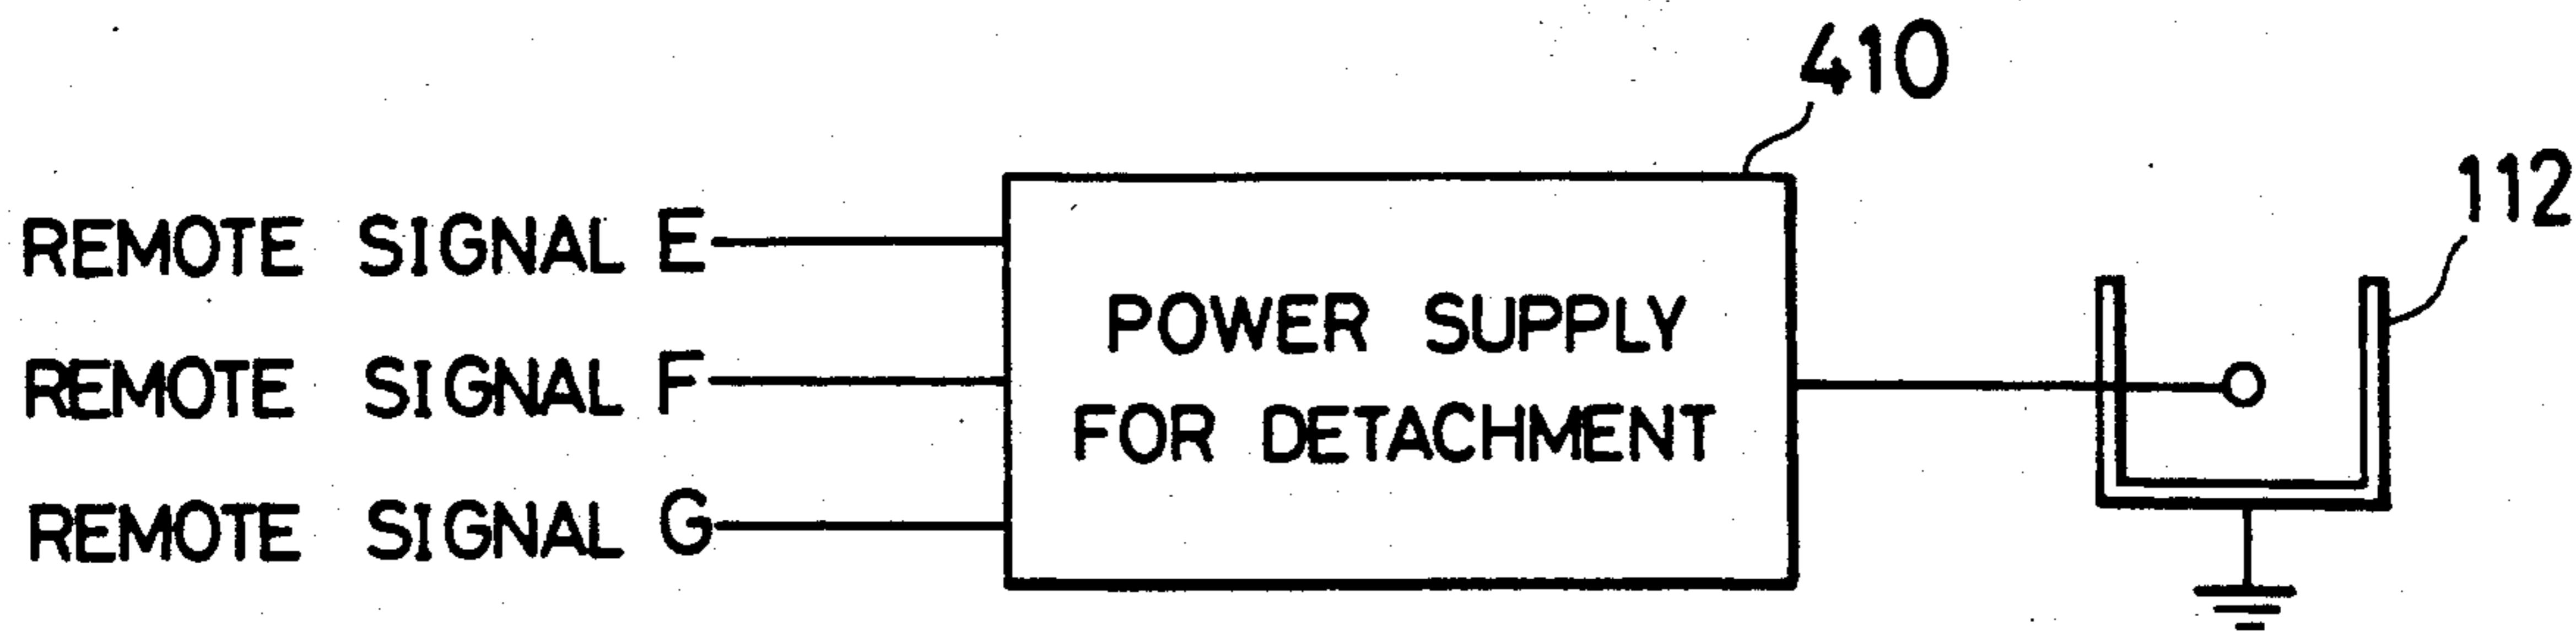 410
112
REMOTE SIGNAL E
REMOTE SIGNAL F
REMOTE SIGNAL G
POWER SUPPLY
FOR DETACHMENT